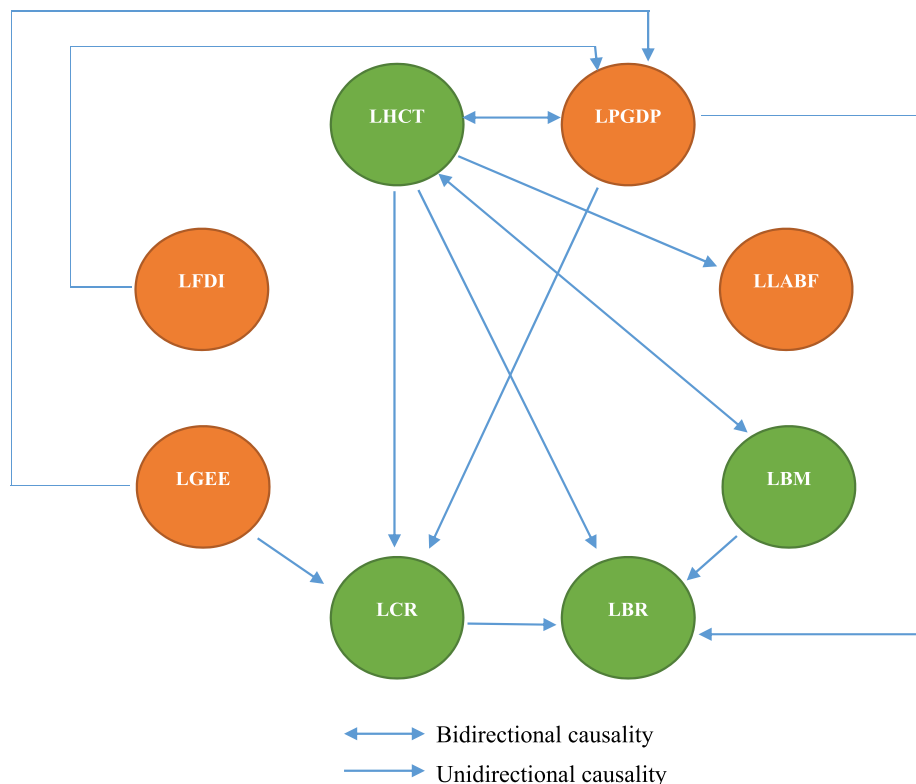 LHCT
LPGDP
LFDI
LLABF
LGEE
LBM
LCR
LBR
Bidirectional causality
Unidirectional causality